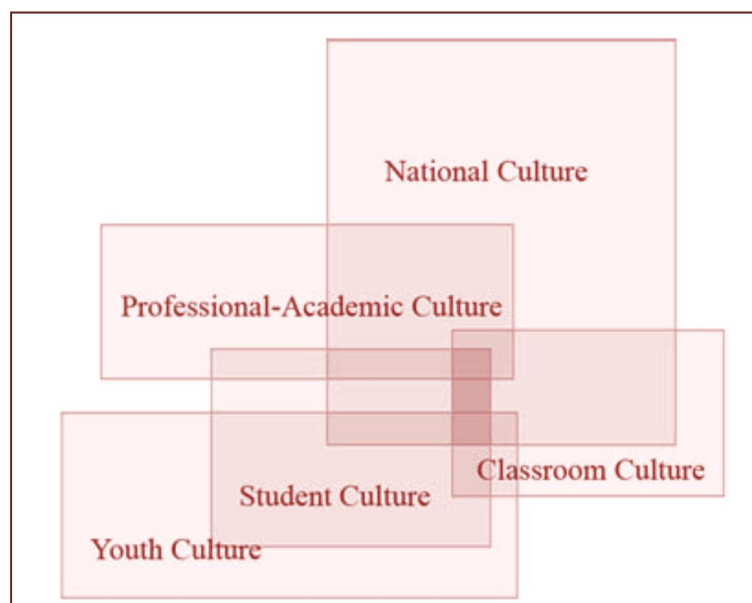 National Culture
Professional-Academic Culture
Classroom Culture
Student Culture
Youth Culture